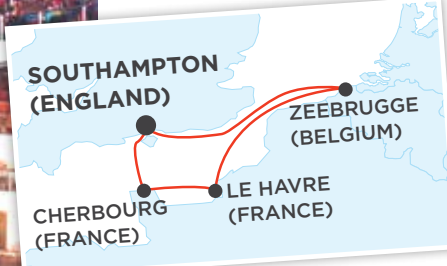 SOUTHAMPTON
(ENGLAND)
ZEEBRUGGE
(BELGIUM)
LE HAVRE
(FRANCE)
CHERBOURG
(FRANCE)